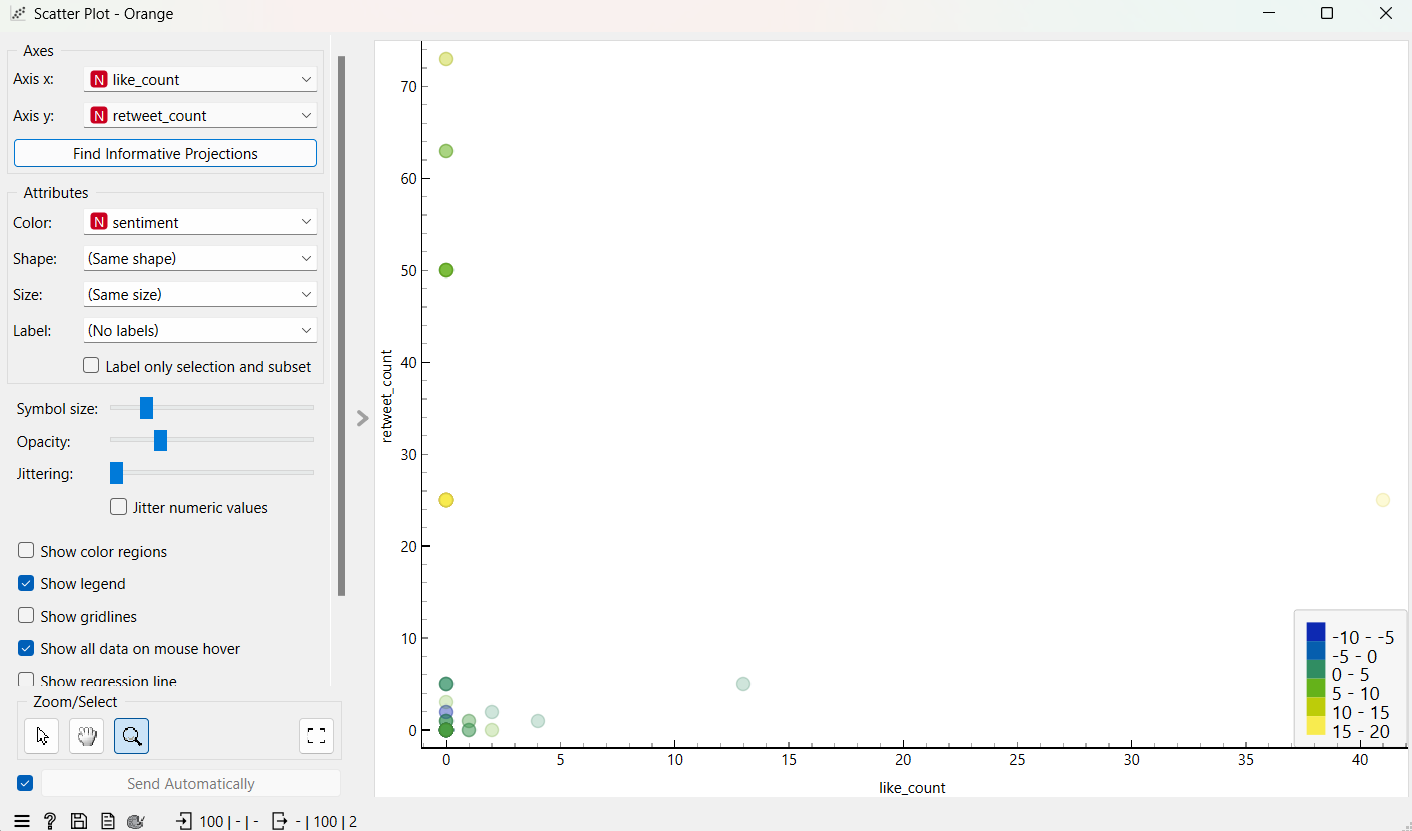 Scatter Plot - Orange
Axes
Axis x: N like_count
Axis y: N retweet_count
Find Informative Projections
Attributes
Color: N sentiment
Shape: (Same shape)
Size: (Same size)
Label: (No labels)
Label only selection and subset
Symbol size:
Opacity:
Jittering:
Jitter numeric values
Show color regions
Show legend
Show gridlines
Show all data on mouse hover
Show regression line
Zoom/Select
Send Automatically
100 | - | - - | 100 | 2
retweet_count
70
60
50
40
30
20
10
0
0 5 10 15 20 25 30 35 40
like_count
-10 - -5
-5 - 0
0 - 5
5 - 10
10 - 15
15 - 20